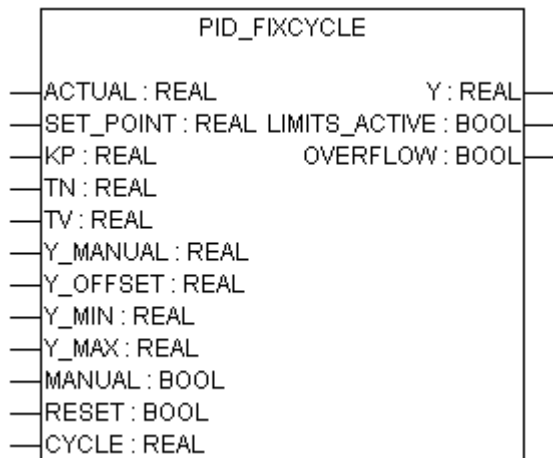 PID_FIXCYCLE
ACTUAL : REAL Y : REAL
SET_POINT : REAL LIMITS_ACTIVE : BOOL
KP : REAL OVERFLOW : BOOL
TN : REAL
TV : REAL
Y_MANUAL : REAL
Y_OFFSET : REAL
Y_MIN : REAL
Y_MAX : REAL
MANUAL : BOOL
RESET : BOOL
CYCLE : REAL